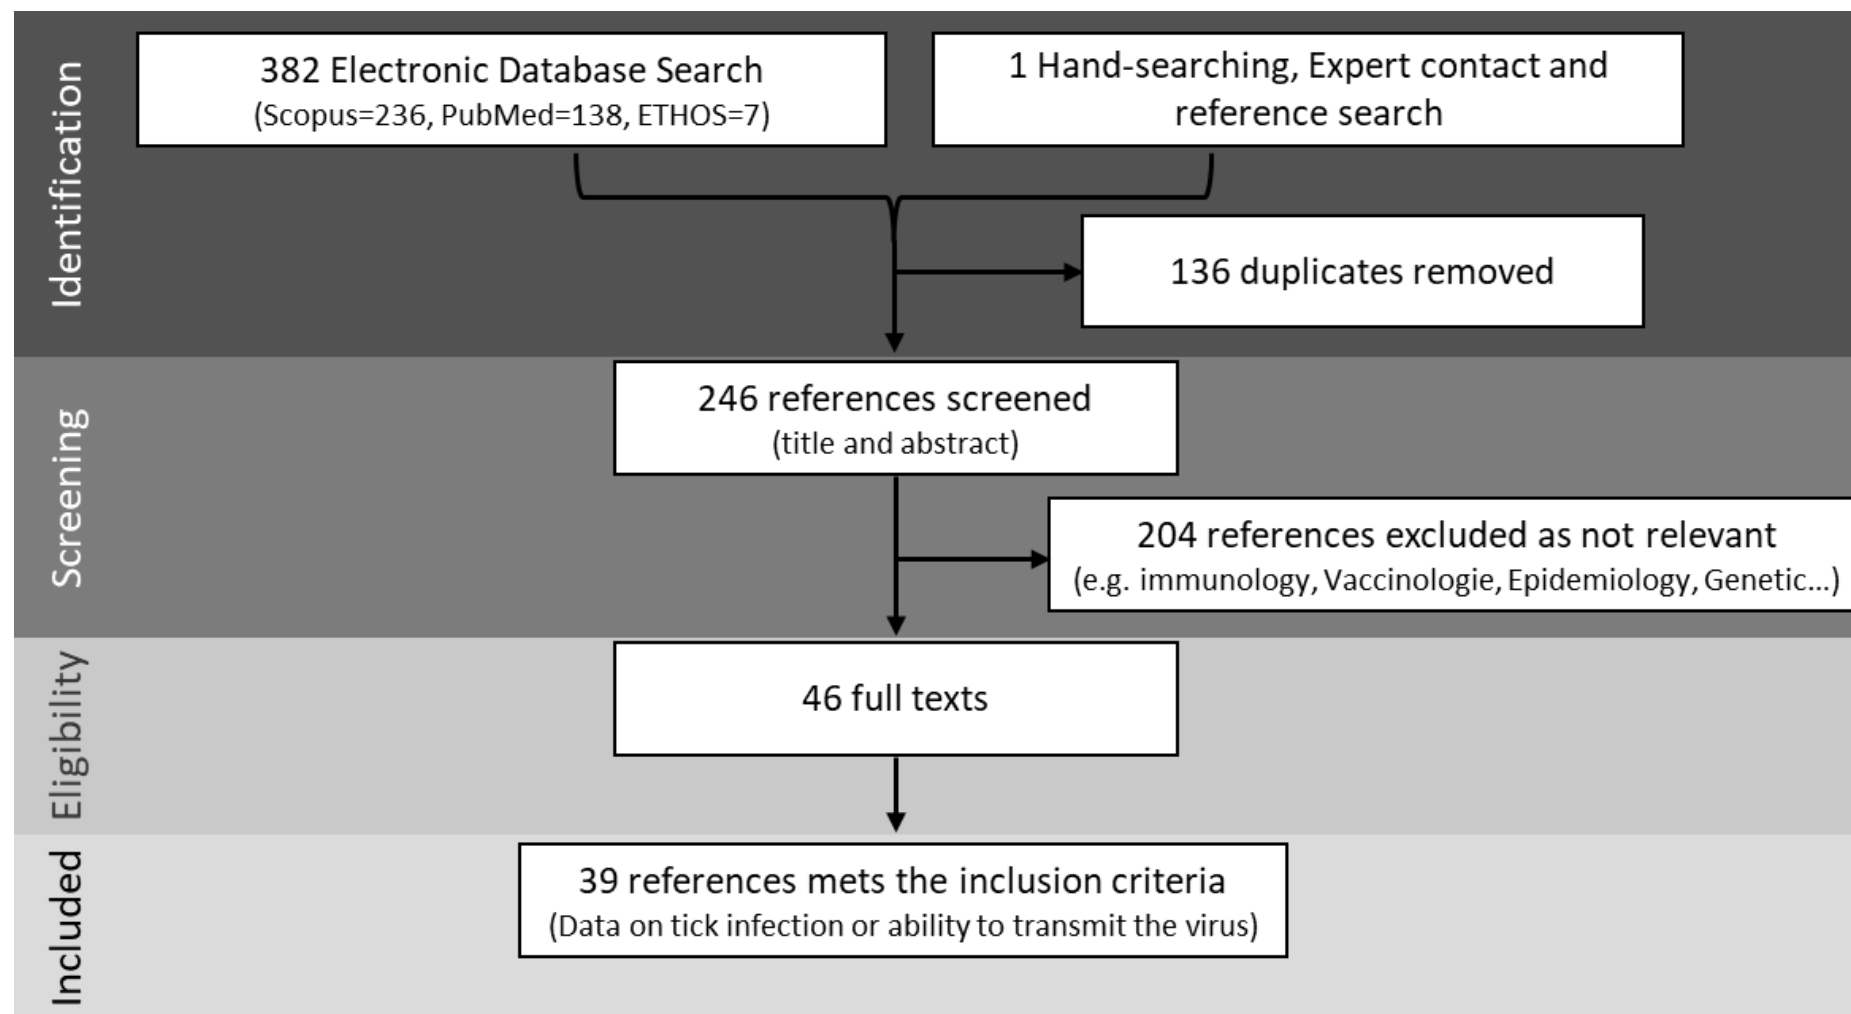 Identification
382 Electronic Database Search
(Scopus=236, PubMed=138, ETHOS=7)
1 Hand-searching, Expert contact and
reference search
136 duplicates removed
Screening
246 references screened
(title and abstract)
204 references excluded as not relevant
(e.g. immunology, Vaccinologie, Epidemiology, Genetic...)
Eligibility
46 full texts
Included
39 references mets the inclusion criteria
(Data on tick infection or ability to transmit the virus)